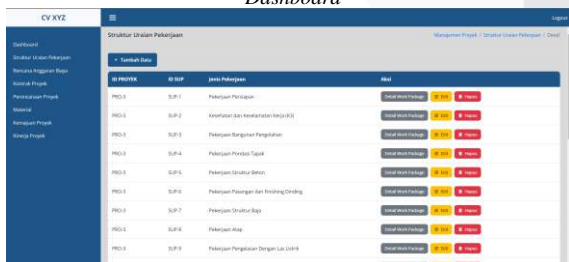 Dashboard
CV XYZ
Logout
Dashboard
Struktur Uraian Pekerjaan
Rencana Anggaran Biaya
Kontrak Proyek
Perencanaan Proyek
Material
Kemajuan Proyek
Kinerja Proyek
Struktur Uraian Pekerjaan
Manajemen Proyek / Struktur Uraian Pekerjaan / Detail
+ Tambah Data
ID PROYEK ID SUP Jenis Pekerjaan Aksi
PRO-3 SUP-1 Pekerjaan Persiapan Detail Work Package Edit Hapus
PRO-3 SUP-2 Kesehatan dan Keselamatan Kerja (K3) Detail Work Package Edit Hapus
PRO-3 SUP-3 Pekerjaan Bangunan Pengolahan Detail Work Package Edit Hapus
PRO-3 SUP-4 Pekerjaan Pondasi Tapak Detail Work Package Edit Hapus
PRO-3 SUP-5 Pekerjaan Struktur Beton Detail Work Package Edit Hapus
PRO-3 SUP-6 Pekerjaan Pasangan dan Finishing Dinding Detail Work Package Edit Hapus
PRO-3 SUP-7 Pekerjaan Struktur Baja Detail Work Package Edit Hapus
PRO-3 SUP-8 Pekerjaan Atap Detail Work Package Edit Hapus
PRO-3 SUP-9 Pekerjaan Pengelasan Dengan Las Detail Work Package Edit Hapus